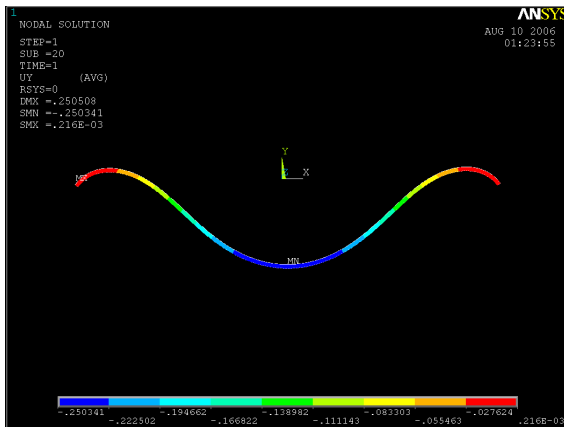 1
ANSYS
NODAL SOLUTION
AUG 10 2006
01:23:55
STEP=1
SUB =20
TIME=1
UY (AVG)
RSYS=0
DMX =.250508
SMN =-.250341
SMX =.216E-03
Y
X
MN
-.250341 -.194662 -.138982 -.083303 -.027624
-.222502 -.166822 -.111143 -.055463 .216E-03